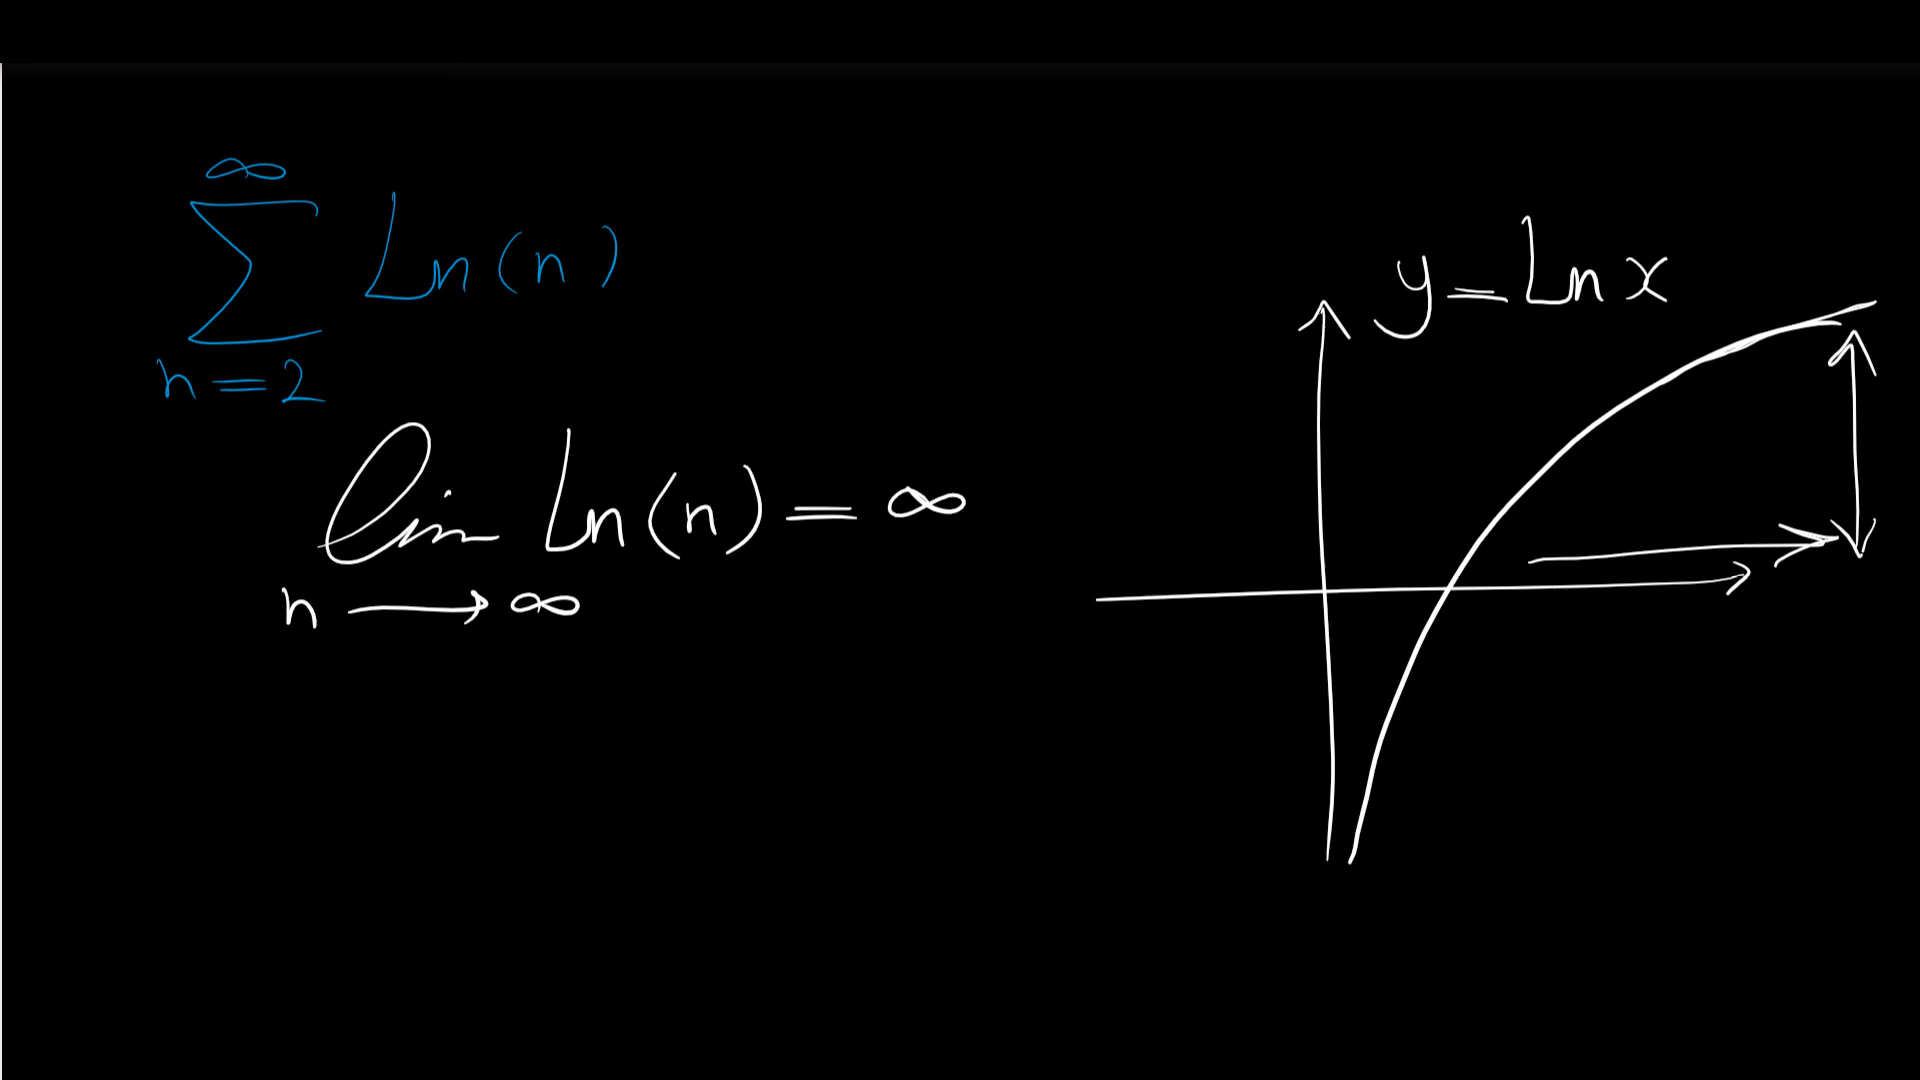 ∞
∑ Ln(n)
n=2
lim Ln(n) = ∞
n → ∞
y = Ln x